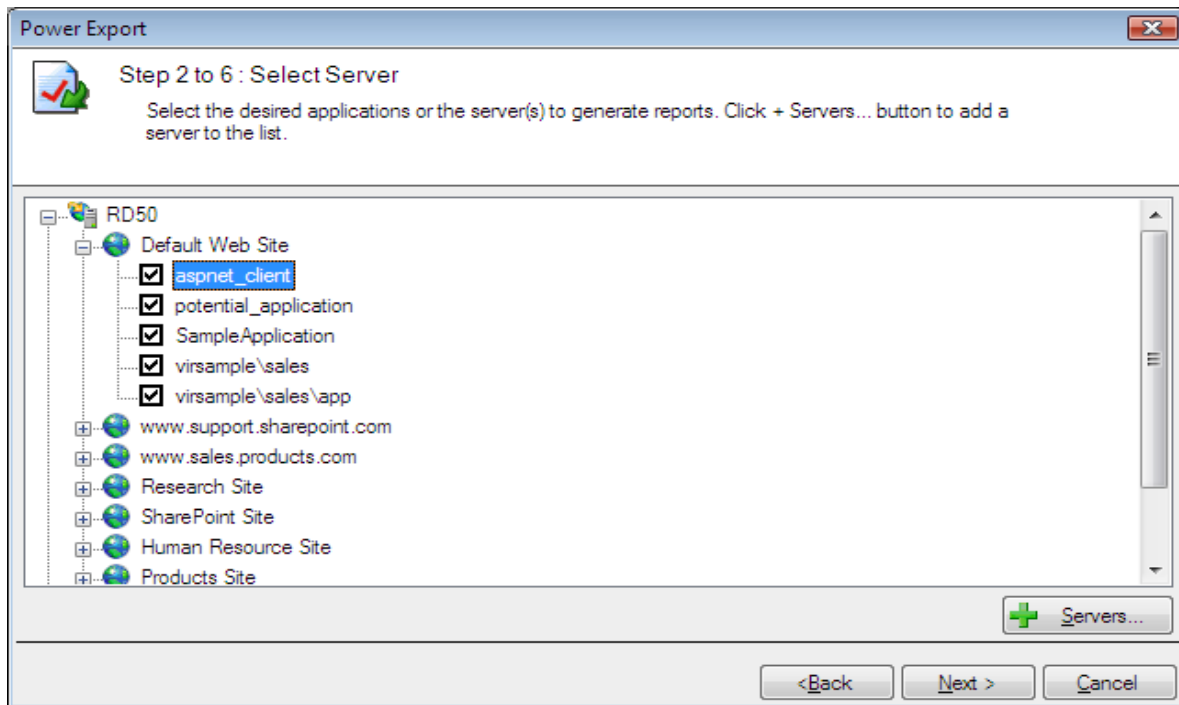 Power Export
Step 2 to 6 : Select Server
Select the desired applications or the server(s) to generate reports. Click + Servers... button to add a
server to the list.
RD50
Default Web Site
aspnet_client
potential_application
SampleApplication
virsample\sales
virsample\sales\app
www.support.sharepoint.com
www.sales.products.com
Research Site
SharePoint Site
Human Resource Site
Products Site
Servers...
<Back
Next >
Cancel